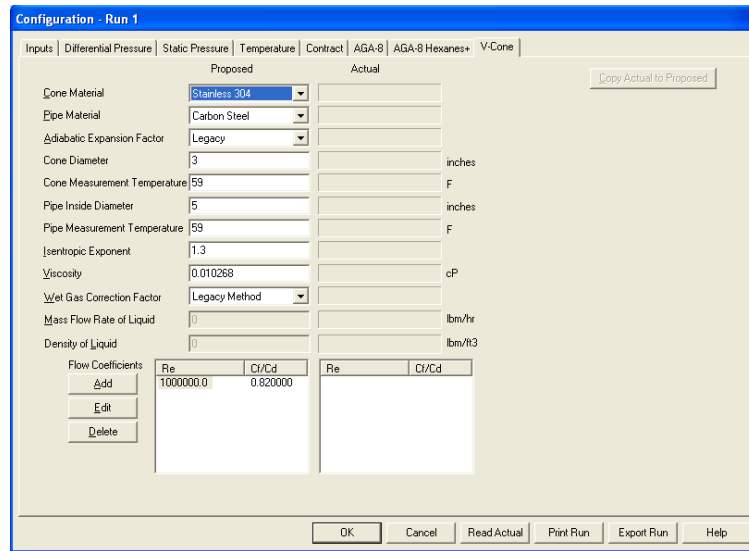 Configuration - Run 1
Inputs Differential Pressure Static Pressure Temperature Contract AGA-8 AGA-8 Hexanes+ V-Cone
Proposed Actual
Copy Actual to Proposed
Cone Material Stainless 304
Pipe Material Carbon Steel
Adiabatic Expansion Factor Legacy
Cone Diameter 3 inches
Cone Measurement Temperature 59 F
Pipe Inside Diameter 5 inches
Pipe Measurement Temperature 59 F
Isentropic Exponent 1.3
Viscosity 0.010268 cP
Wet Gas Correction Factor Legacy Method
Mass Flow Rate of Liquid 0 lbm/hr
Density of Liquid 0 lbm/ft3
Flow Coefficients Re Cf/Cd Re Cf/Cd
Add 1000000.0 0.820000
Edit
Delete
OK Cancel Read Actual Print Run Export Run Help